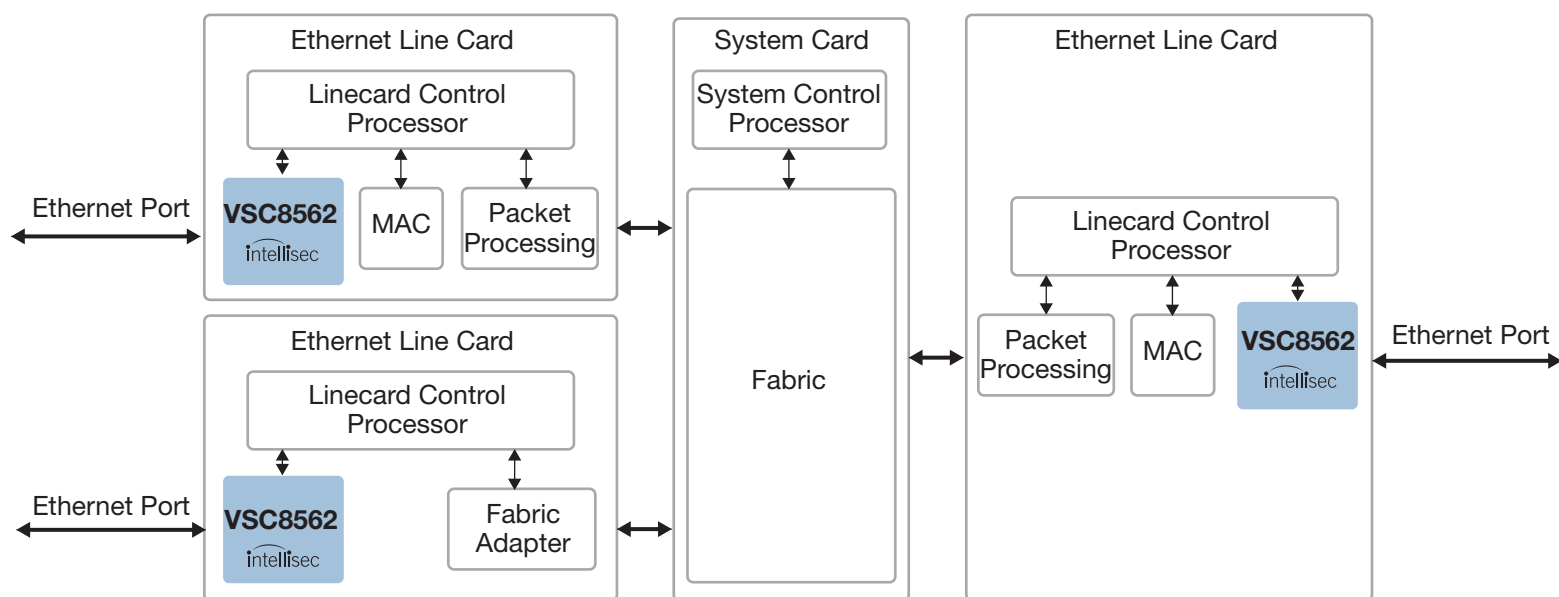 Ethernet Line Card
Linecard Control
Processor
Ethernet Port
VSC8562
intellisec
MAC
Packet
Processing
Ethernet Line Card
Linecard Control
Processor
Ethernet Port
VSC8562
intellisec
Fabric
Adapter
System Card
System Control
Processor
Fabric
Ethernet Line Card
Linecard Control
Processor
Packet
Processing
MAC
VSC8562
intellisec
Ethernet Port